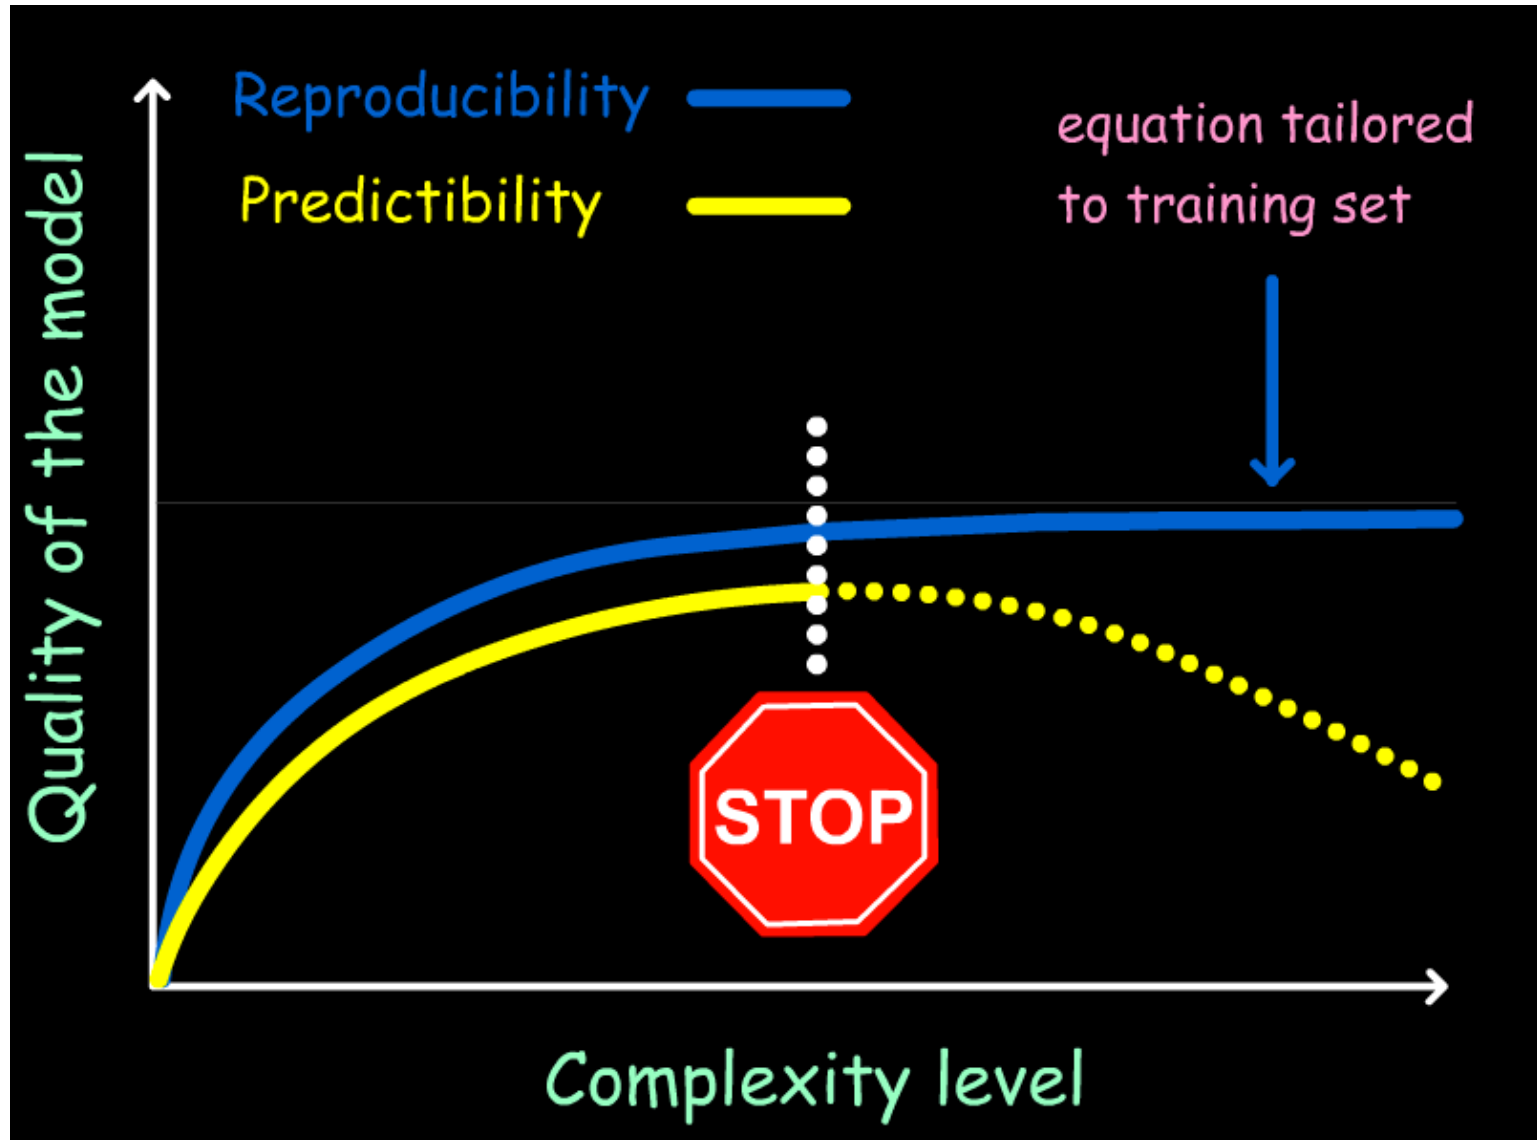 Reproducibility
Predictibility
equation tailored
to training set
Quality of the model
STOP
Complexity level